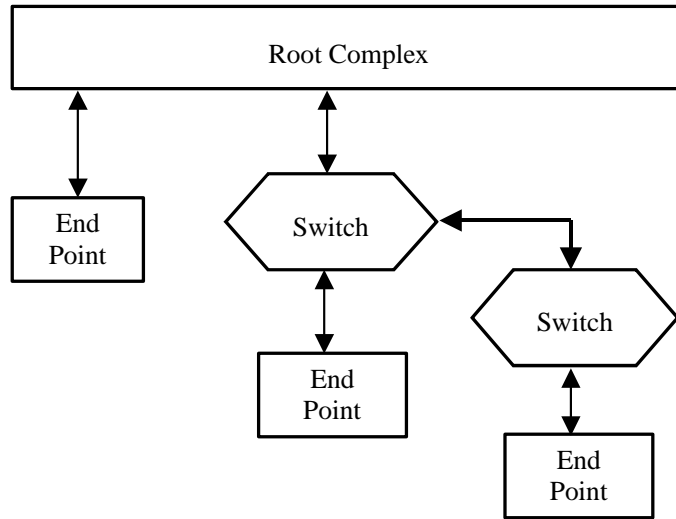 Root Complex
End
Point
Switch
Switch
End
Point
End
Point